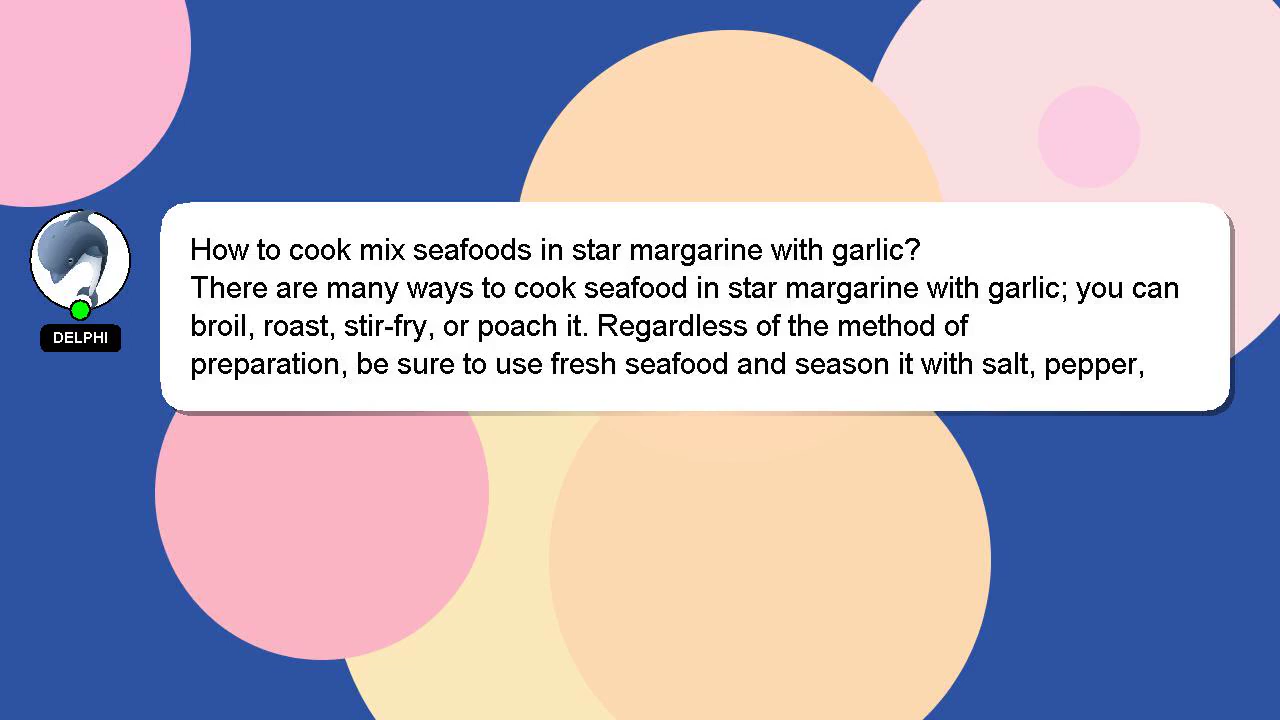 How to cook mix seafoods in star margarine with garlic?
There are many ways to cook seafood in star margarine with garlic; you can
broil, roast, stir-fry, or poach it. Regardless of the method of
preparation, be sure to use fresh seafood and season it with salt, pepper,
DELPHI